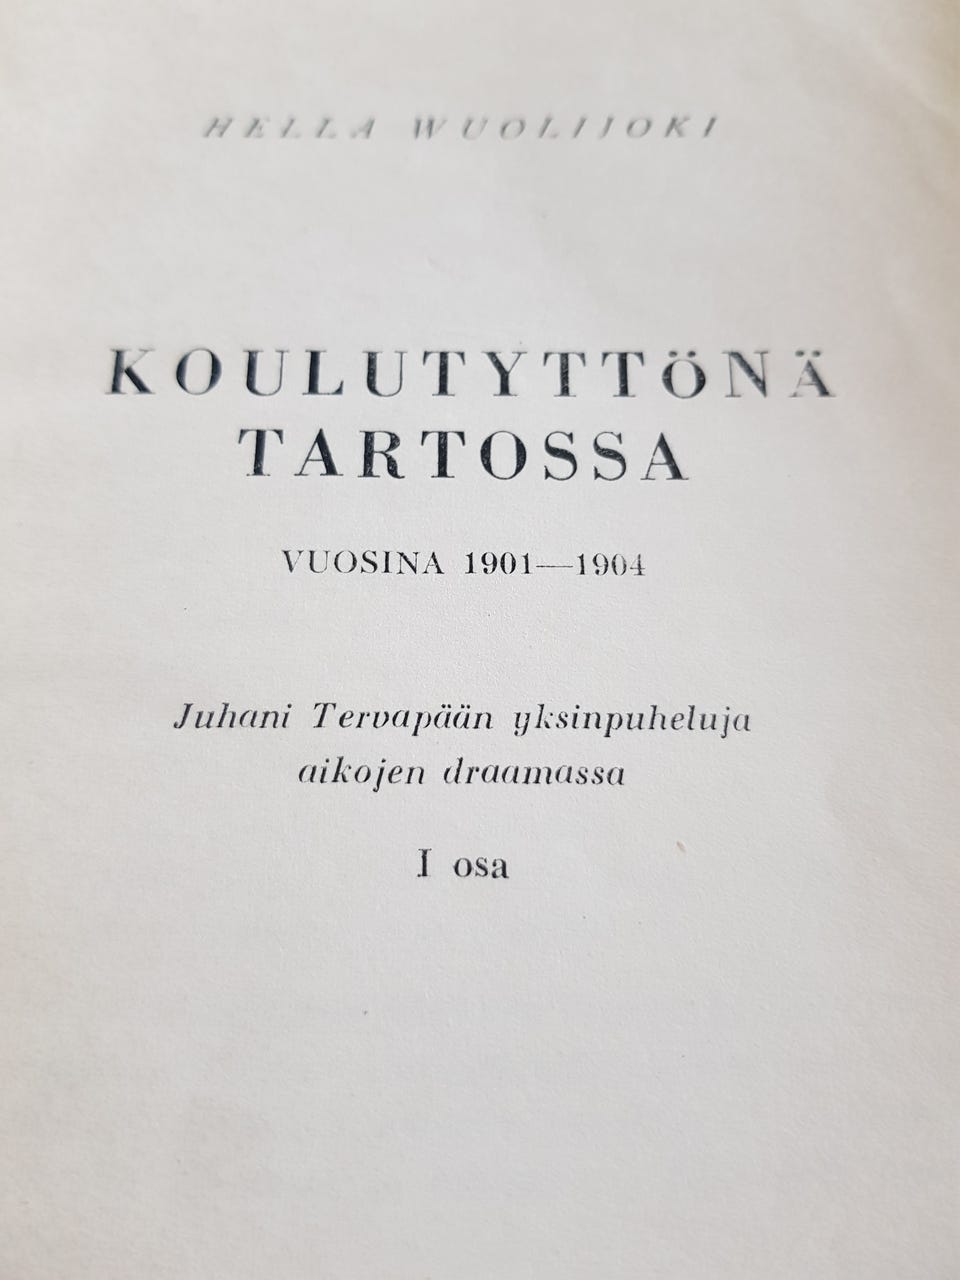 HELLA WUOLIJOKI
KOULUTYTTÖNÄ
TARTOSSA
VUOSINA 1901—1904
Juhani Tervapään yksinpuheluja
aikojen draamassa
I osa